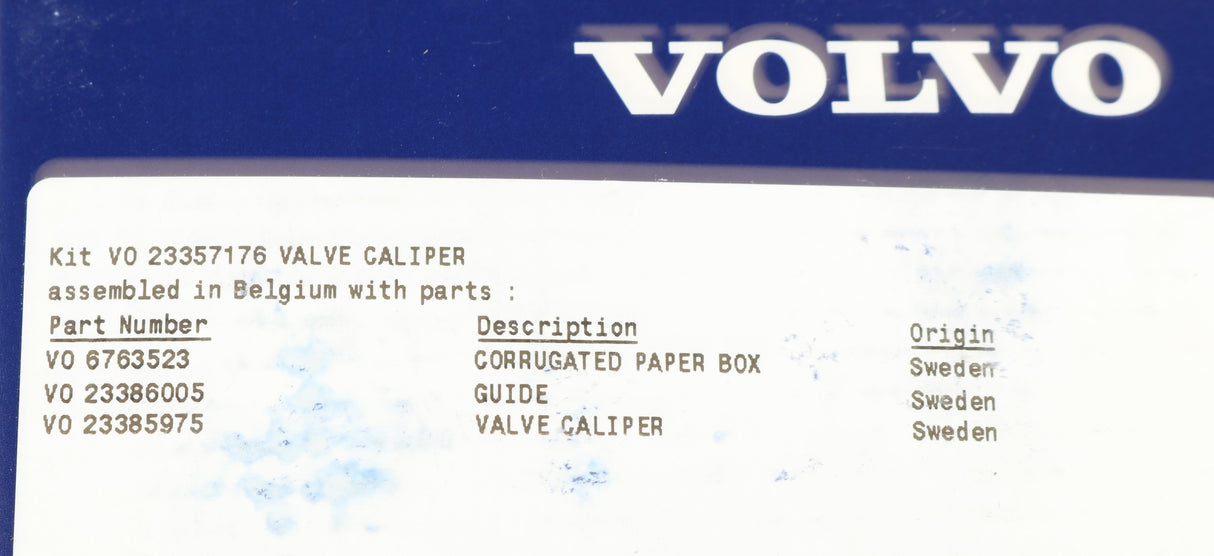 VOLVO
Kit VO 23357176 VALVE CALIPER
assembled in Belgium with parts :
Part Number Description Origin
VO 6763523 CORRUGATED PAPER BOX Sweden
VO 23386005 GUIDE Sweden
VO 23385975 VALVE CALIPER Sweden